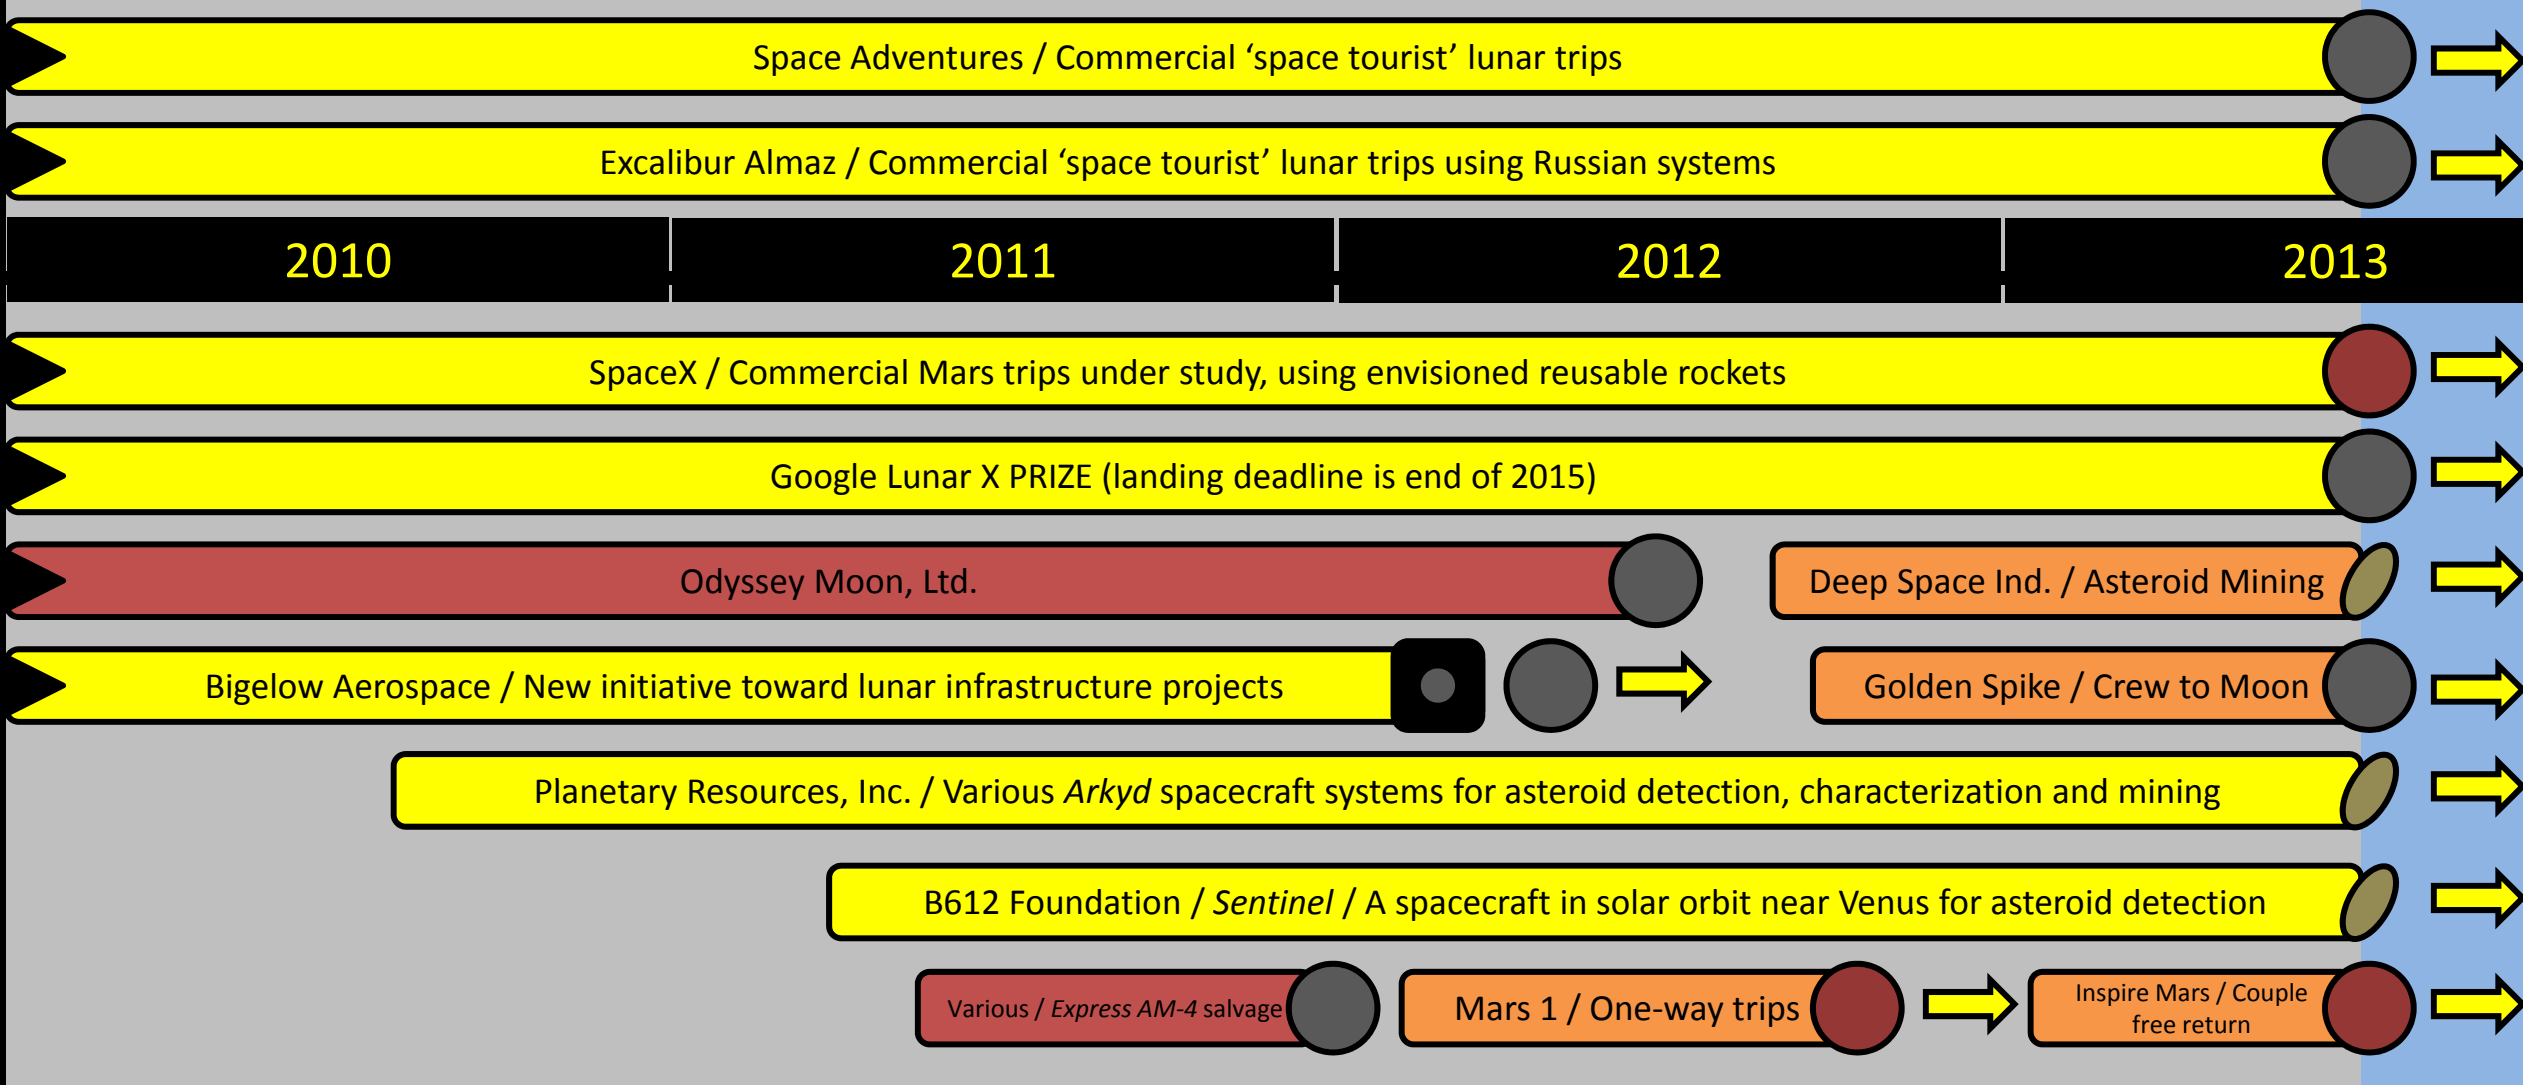 Space Adventures / Commercial ‘space tourist’ lunar trips
Excalibur Almaz / Commercial ‘space tourist’ lunar trips using Russian systems
2010 2011 2012 2013
SpaceX / Commercial Mars trips under study, using envisioned reusable rockets
Google Lunar X PRIZE (landing deadline is end of 2015)
Odyssey Moon, Ltd.
Deep Space Ind. / Asteroid Mining
Bigelow Aerospace / New initiative toward lunar infrastructure projects
Golden Spike / Crew to Moon
Planetary Resources, Inc. / Various Arkyd spacecraft systems for asteroid detection, characterization and mining
B612 Foundation / Sentinel / A spacecraft in solar orbit near Venus for asteroid detection
Various / Express AM-4 salvage
Mars 1 / One-way trips
Inspire Mars / Couple
free return